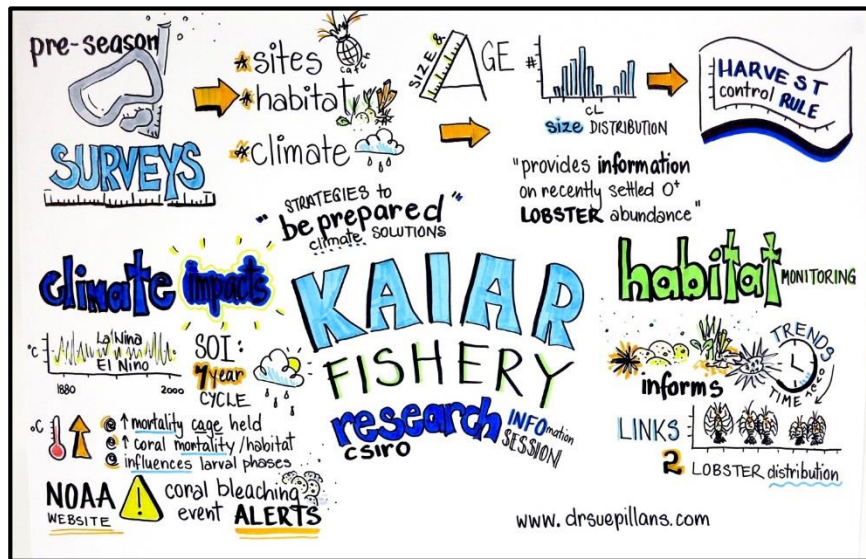 pre-season
SURVEYS
* sites
catch
* habitat
* climate
SIZE &
AGE
#
CL
size DISTRIBUTION
HARVEST
control RULE
"provides information
on recently settled 0+
LOBSTER abundance"
"STRATEGIES to
be prepared"
climate SOLUTIONS
climate impacts
°C
La Nina
El Nino
1880
2000
SOI:
7 year
CYCLE
°C
↑ mortality cage held
↑ coral mortality/habitat
influences larval phases
NOAA
WEBSITE
!
coral bleaching
event ALERTS
KAIAR
FISHERY
research
INFOmation
SESSION
CSIRO
habitat
MONITORING
informs
TRENDS
TIME
LINKS
2 LOBSTER distribution
www.drsuepillans.com